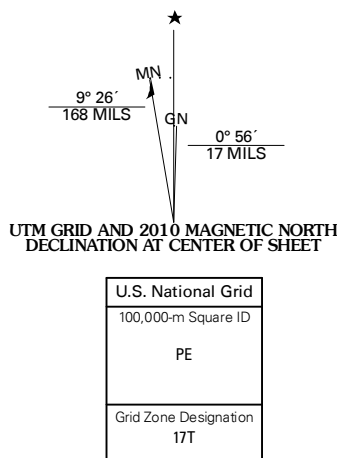 ★
MN
GN
9° 26´
168 MILS
0° 56´
17 MILS
UTM GRID AND 2010 MAGNETIC NORTH
DECLINATION AT CENTER OF SHEET
U.S. National Grid
100,000-m Square ID
PE
Grid Zone Designation
17T